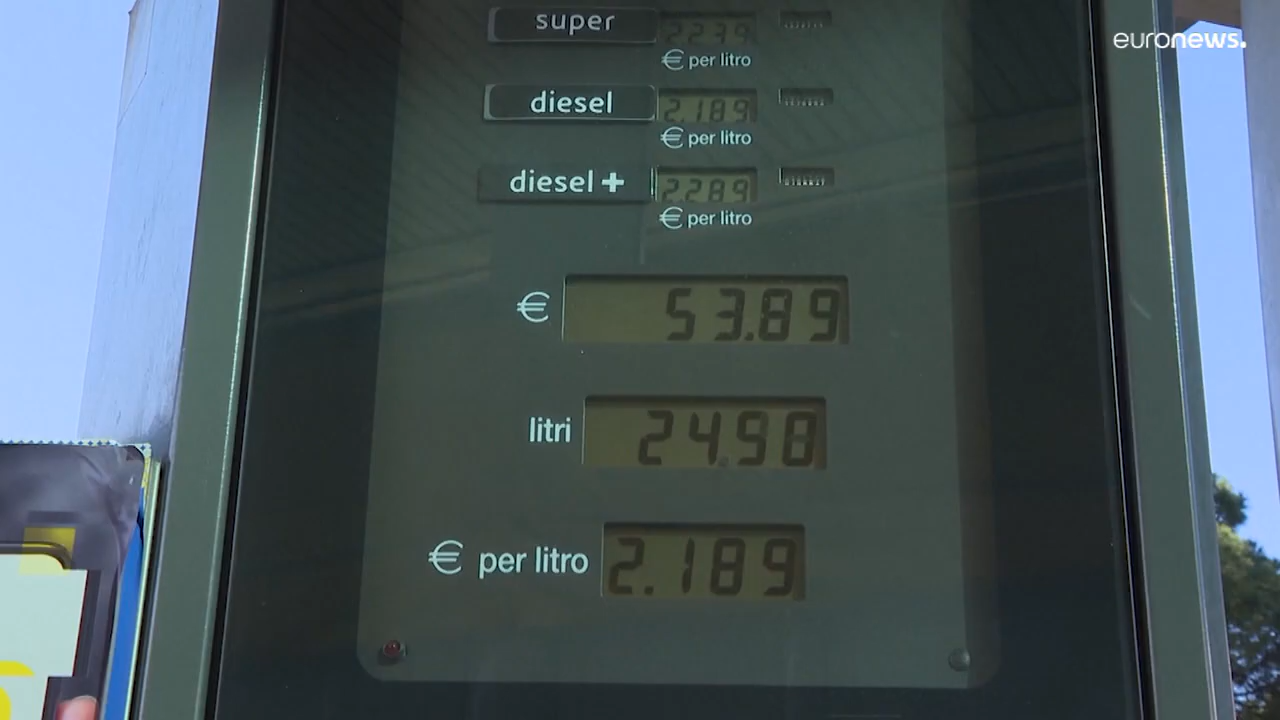 euronews.
super 2.239
€ per litro
diesel 2.189
€ per litro
diesel + 2.289
€ per litro
€ 53.89
litri 24.98
€ per litro 2.189